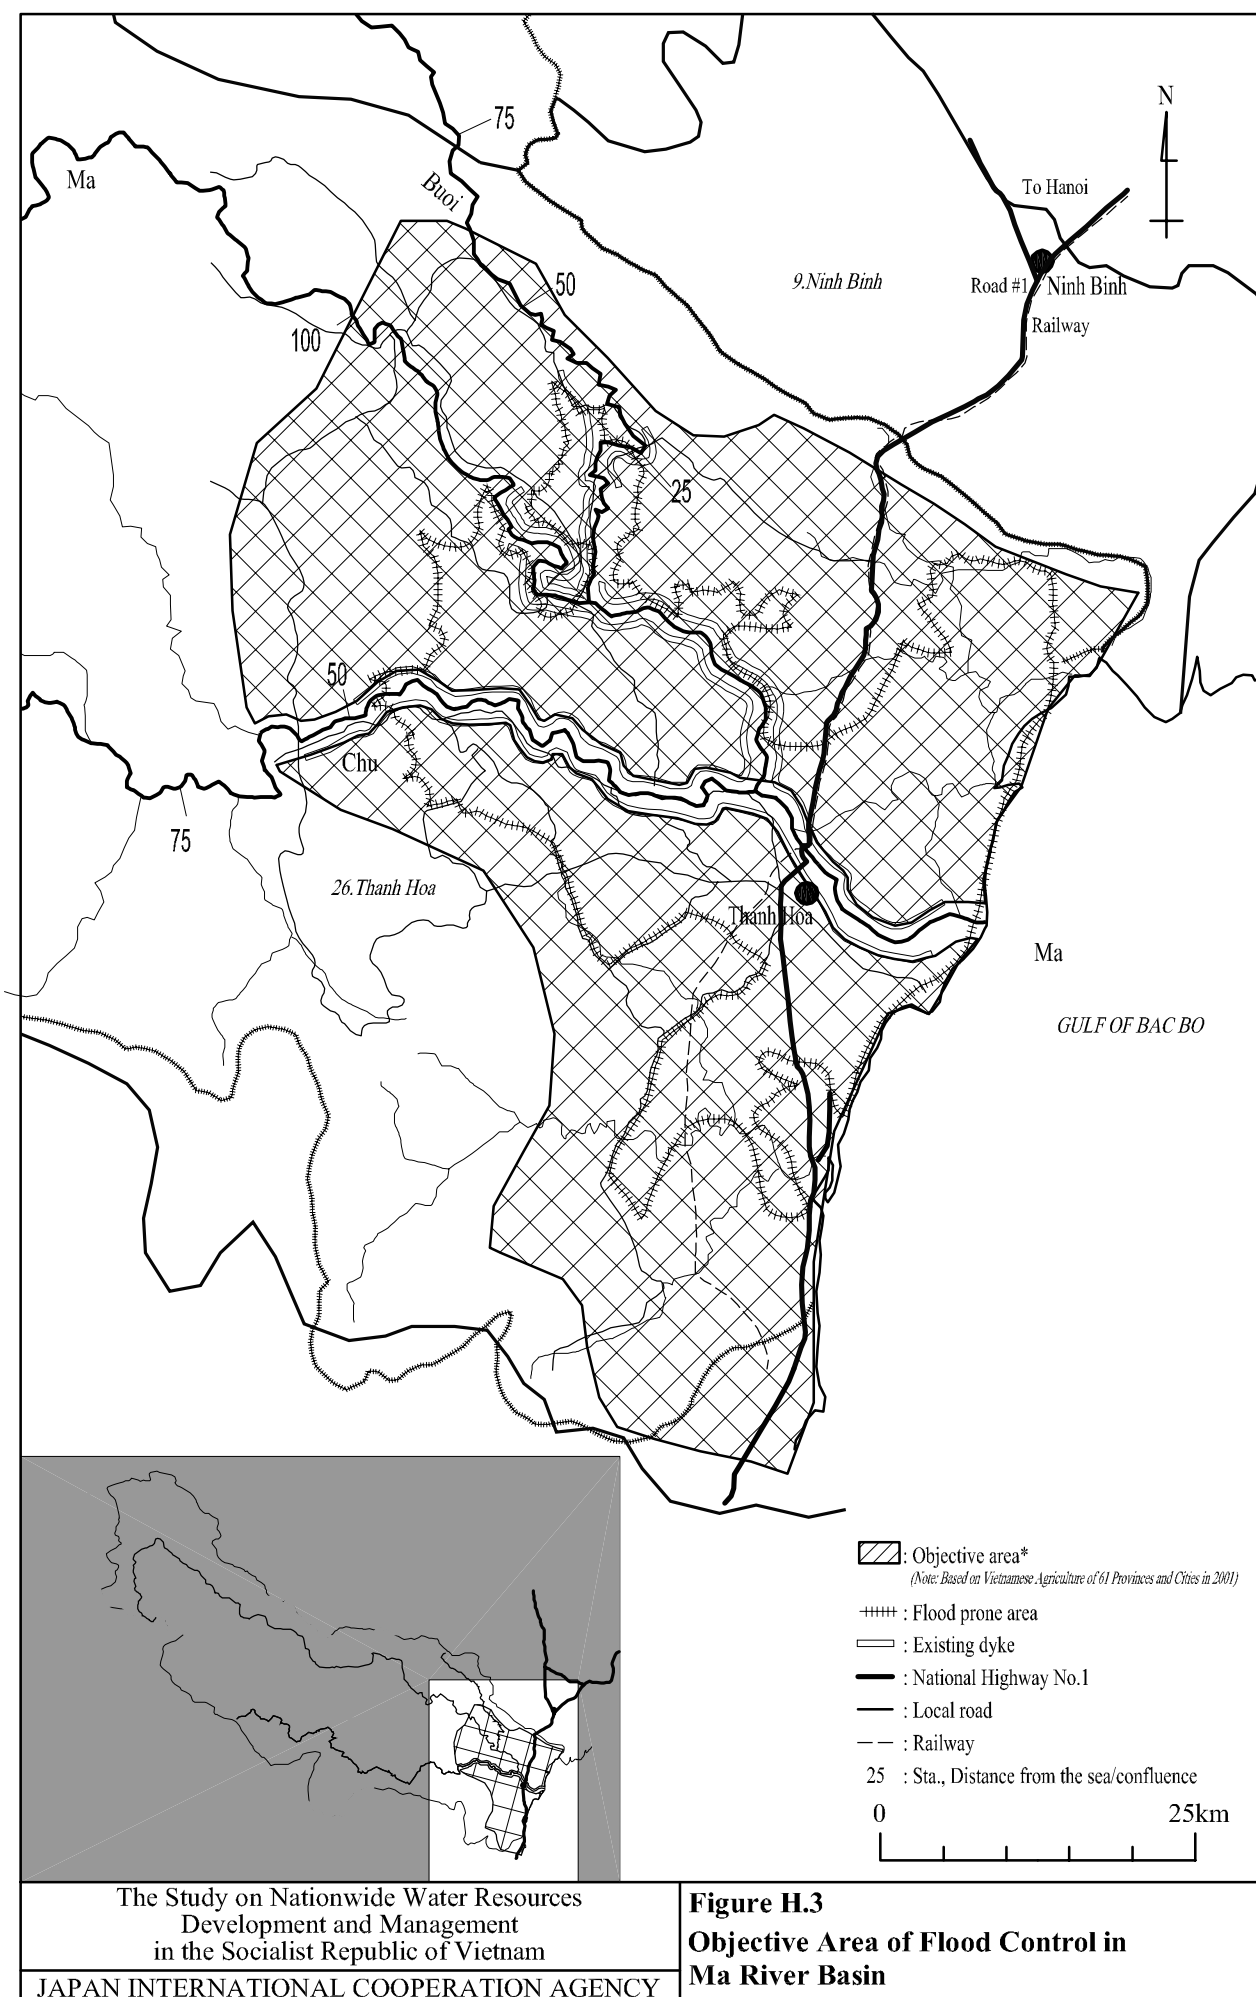 75
N
Ma
Buoi
To Hanoi
9.Ninh Binh
50
Road #1
Ninh Binh
Railway
100
25
50
Chu
75
26.Thanh Hoa
Thanh Hoa
Ma
GULF OF BAC BO
: Objective area*
(Note: Based on Vietnamese Agriculture of 61 Provinces and Cities in 2001)
: Flood prone area
: Existing dyke
: National Highway No.1
: Local road
: Railway
25 : Sta., Distance from the sea/confluence
0 25km
The Study on Nationwide Water Resources
Development and Management
in the Socialist Republic of Vietnam
JAPAN INTERNATIONAL COOPERATION AGENCY
Figure H.3
Objective Area of Flood Control in
Ma River Basin